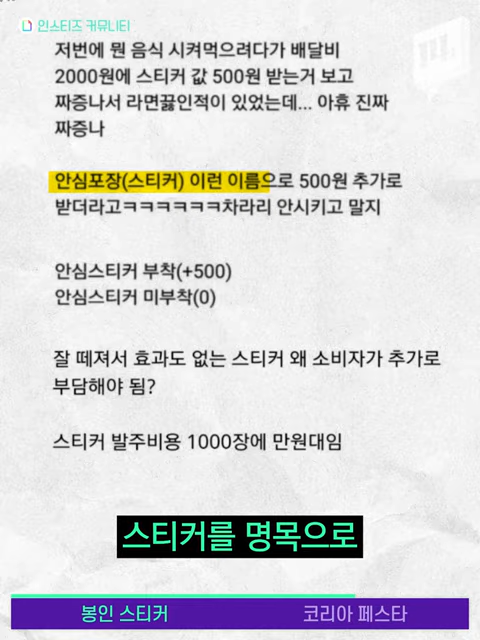 인스티즈 커뮤니티
저번에 뭔 음식 시켜먹으려다가 배달비
2000원에 스티커 값 500원 받는거 보고
짜증나서 라면끓인적이 있었는데... 아휴 진짜
짜증나
안심포장(스티커) 이런 이름으로 500원 추가로
받더라고ㅋㅋㅋㅋㅋㅋ차라리 안시키고 말지
안심스티커 부착(+500)
안심스티커 미부착(0)
잘 떼져서 효과도 없는 스티커 왜 소비자가 추가로
부담해야 됨?
스티커 발주비용 1000장에 만원대임
스티커를 명목으로
봉인 스티커
코리아 페스타